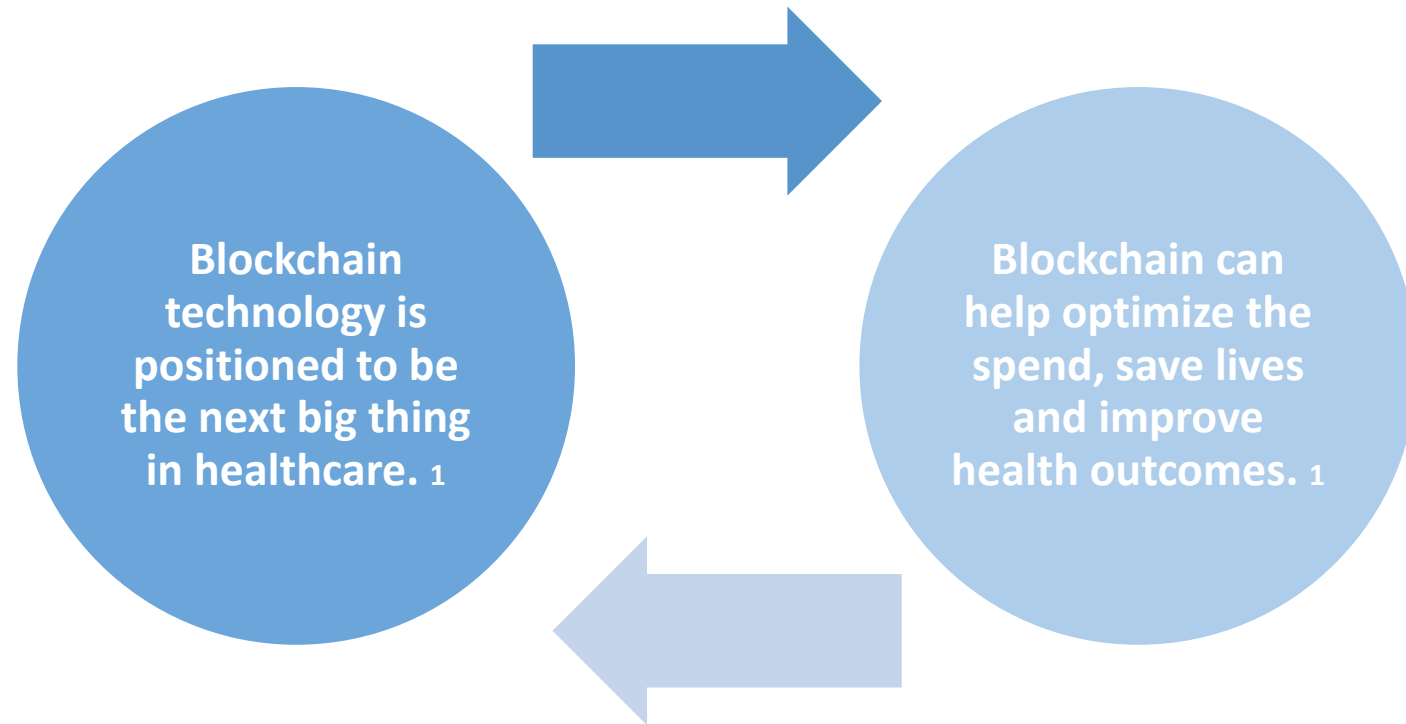 Blockchain
technology is
positioned to be
the next big thing
in healthcare. 1
Blockchain can
help optimize the
spend, save lives
and improve
health outcomes. 1